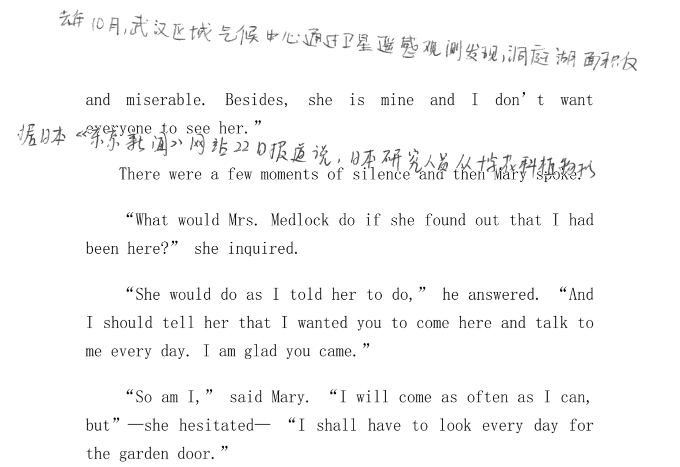 去年10月,武汉区域气候中心通过卫星遥感观测发现,洞庭湖面积仅
and miserable. Besides, she is mine and I don’t want
everyone to see her.”
据日本《东京新闻》网站22日报道说,日本研究人员从十字花科植物拟
There were a few moments of silence and then Mary spoke.
“What would Mrs. Medlock do if she found out that I had
been here?” she inquired.
“She would do as I told her to do,” he answered. “And
I should tell her that I wanted you to come here and talk to
me every day. I am glad you came.”
“So am I,” said Mary. “I will come as often as I can,
but”—she hesitated— “I shall have to look every day for
the garden door.”